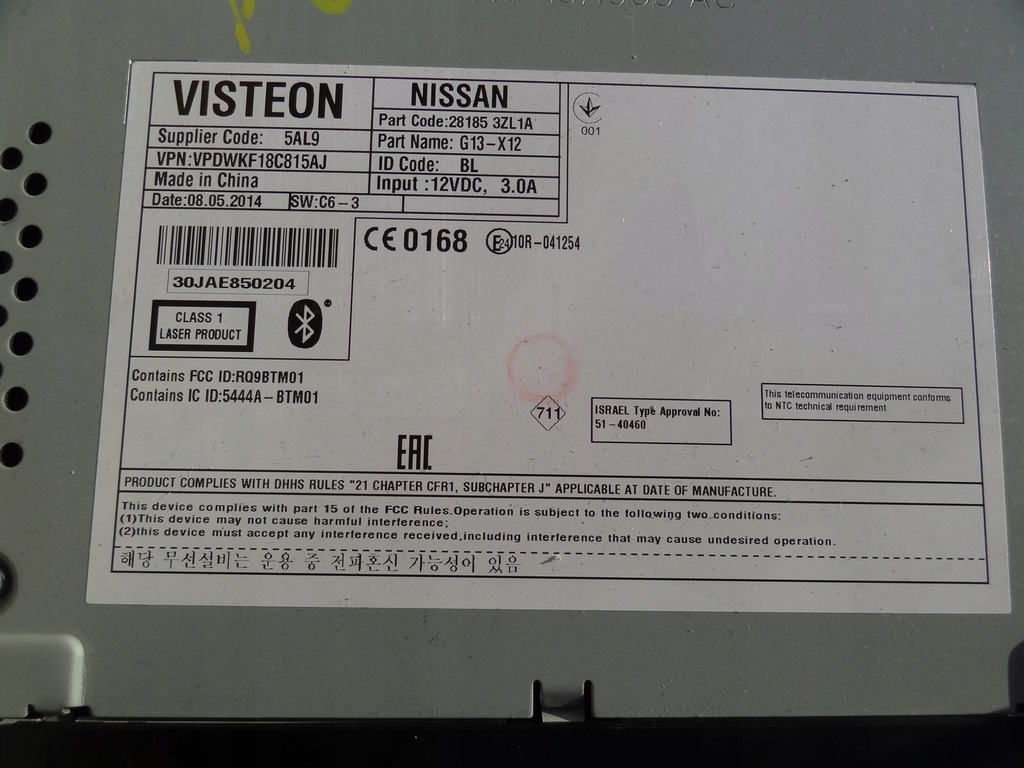 VISTEON
NISSAN
Part Code:28185 3ZL1A
Supplier Code: 5AL9
Part Name: G13-X12
VPN:VPDWKF18C815AJ
ID Code: BL
Made in China
Input :12VDC, 3.0A
Date:08.05.2014 SW:C6-3
001
CE 0168 E24 10R-041254
30JAE850204
CLASS 1
LASER PRODUCT
Contains FCC ID:RQ9BTM01
Contains IC ID:5444A-BTM01
711
ISRAEL Type Approval No:
51-40460
This telecommunication equipment conforms
to NTC technical requirement
EAC
PRODUCT COMPLIES WITH DHHS RULES "21 CHAPTER CFR1, SUBCHAPTER J" APPLICABLE AT DATE OF MANUFACTURE.
This device complies with part 15 of the FCC Rules.Operation is subject to the following two conditions:
(1)This device may not cause harmful interference;
(2)this device must accept any interference received,including interference that may cause undesired operation.
해당 무선설비는 운용 중 전파혼신 가능성이 있음